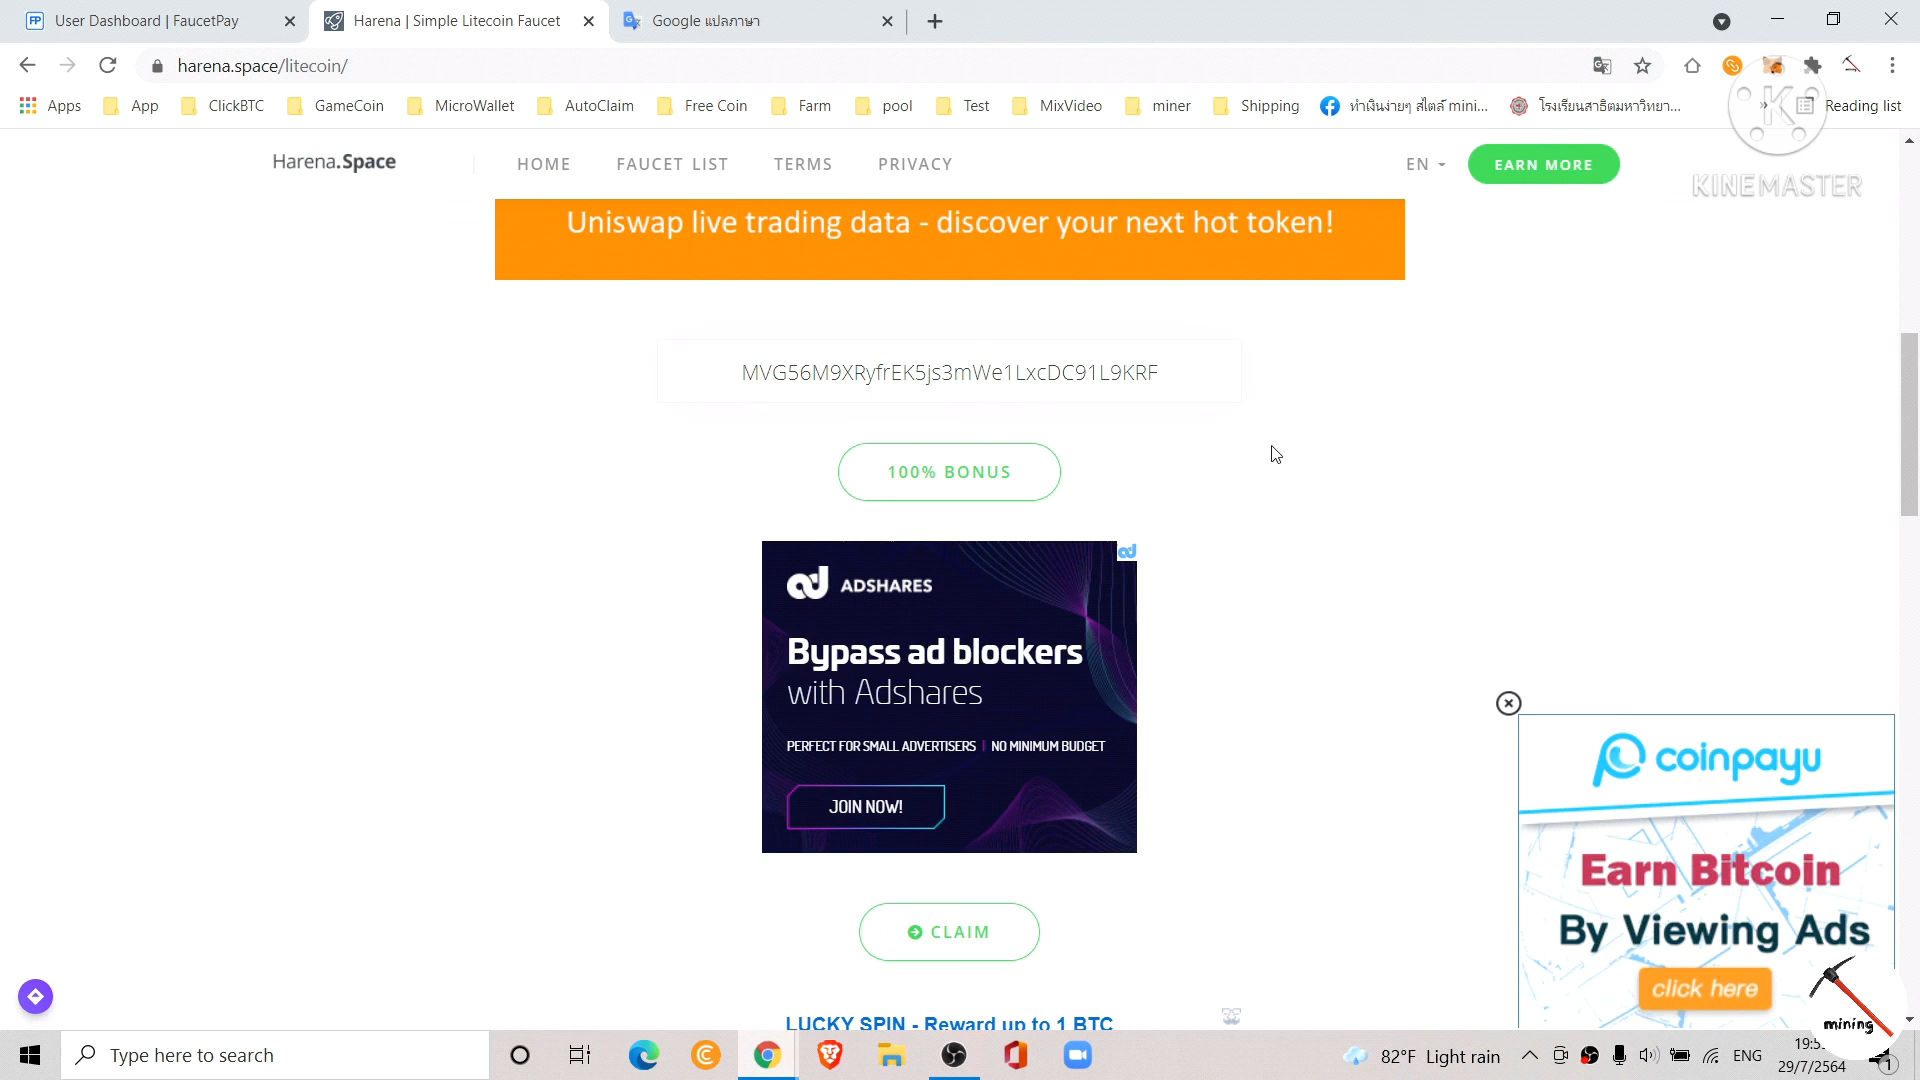 User Dashboard | FaucetPay
Harena | Simple Litecoin Faucet
Google แปลภาษา
harena.space/litecoin/
Apps
App
ClickBTC
GameCoin
MicroWallet
AutoClaim
Free Coin
Farm
pool
Test
MixVideo
miner
Shipping
ทำเงินง่ายๆ สไตล์ mini...
โรงเรียนสาธิตมหาวิทยา...
»
Reading list
K
KINEMASTER
Harena.Space
HOME
FAUCET LIST
TERMS
PRIVACY
EN
EARN MORE
Uniswap live trading data - discover your next hot token!
MVG56M9XRyfrEK5js3mWe1LxcDC91L9KRF
100% BONUS
ad
ADSHARES
Bypass ad blockers
with Adshares
PERFECT FOR SMALL ADVERTISERS | NO MINIMUM BUDGET
JOIN NOW!
CLAIM
LUCKY SPIN - Reward up to 1 BTC
coinpayu
Earn Bitcoin
By Viewing Ads
click here
mining
Type here to search
82°F Light rain
ENG
29/7/2564
1